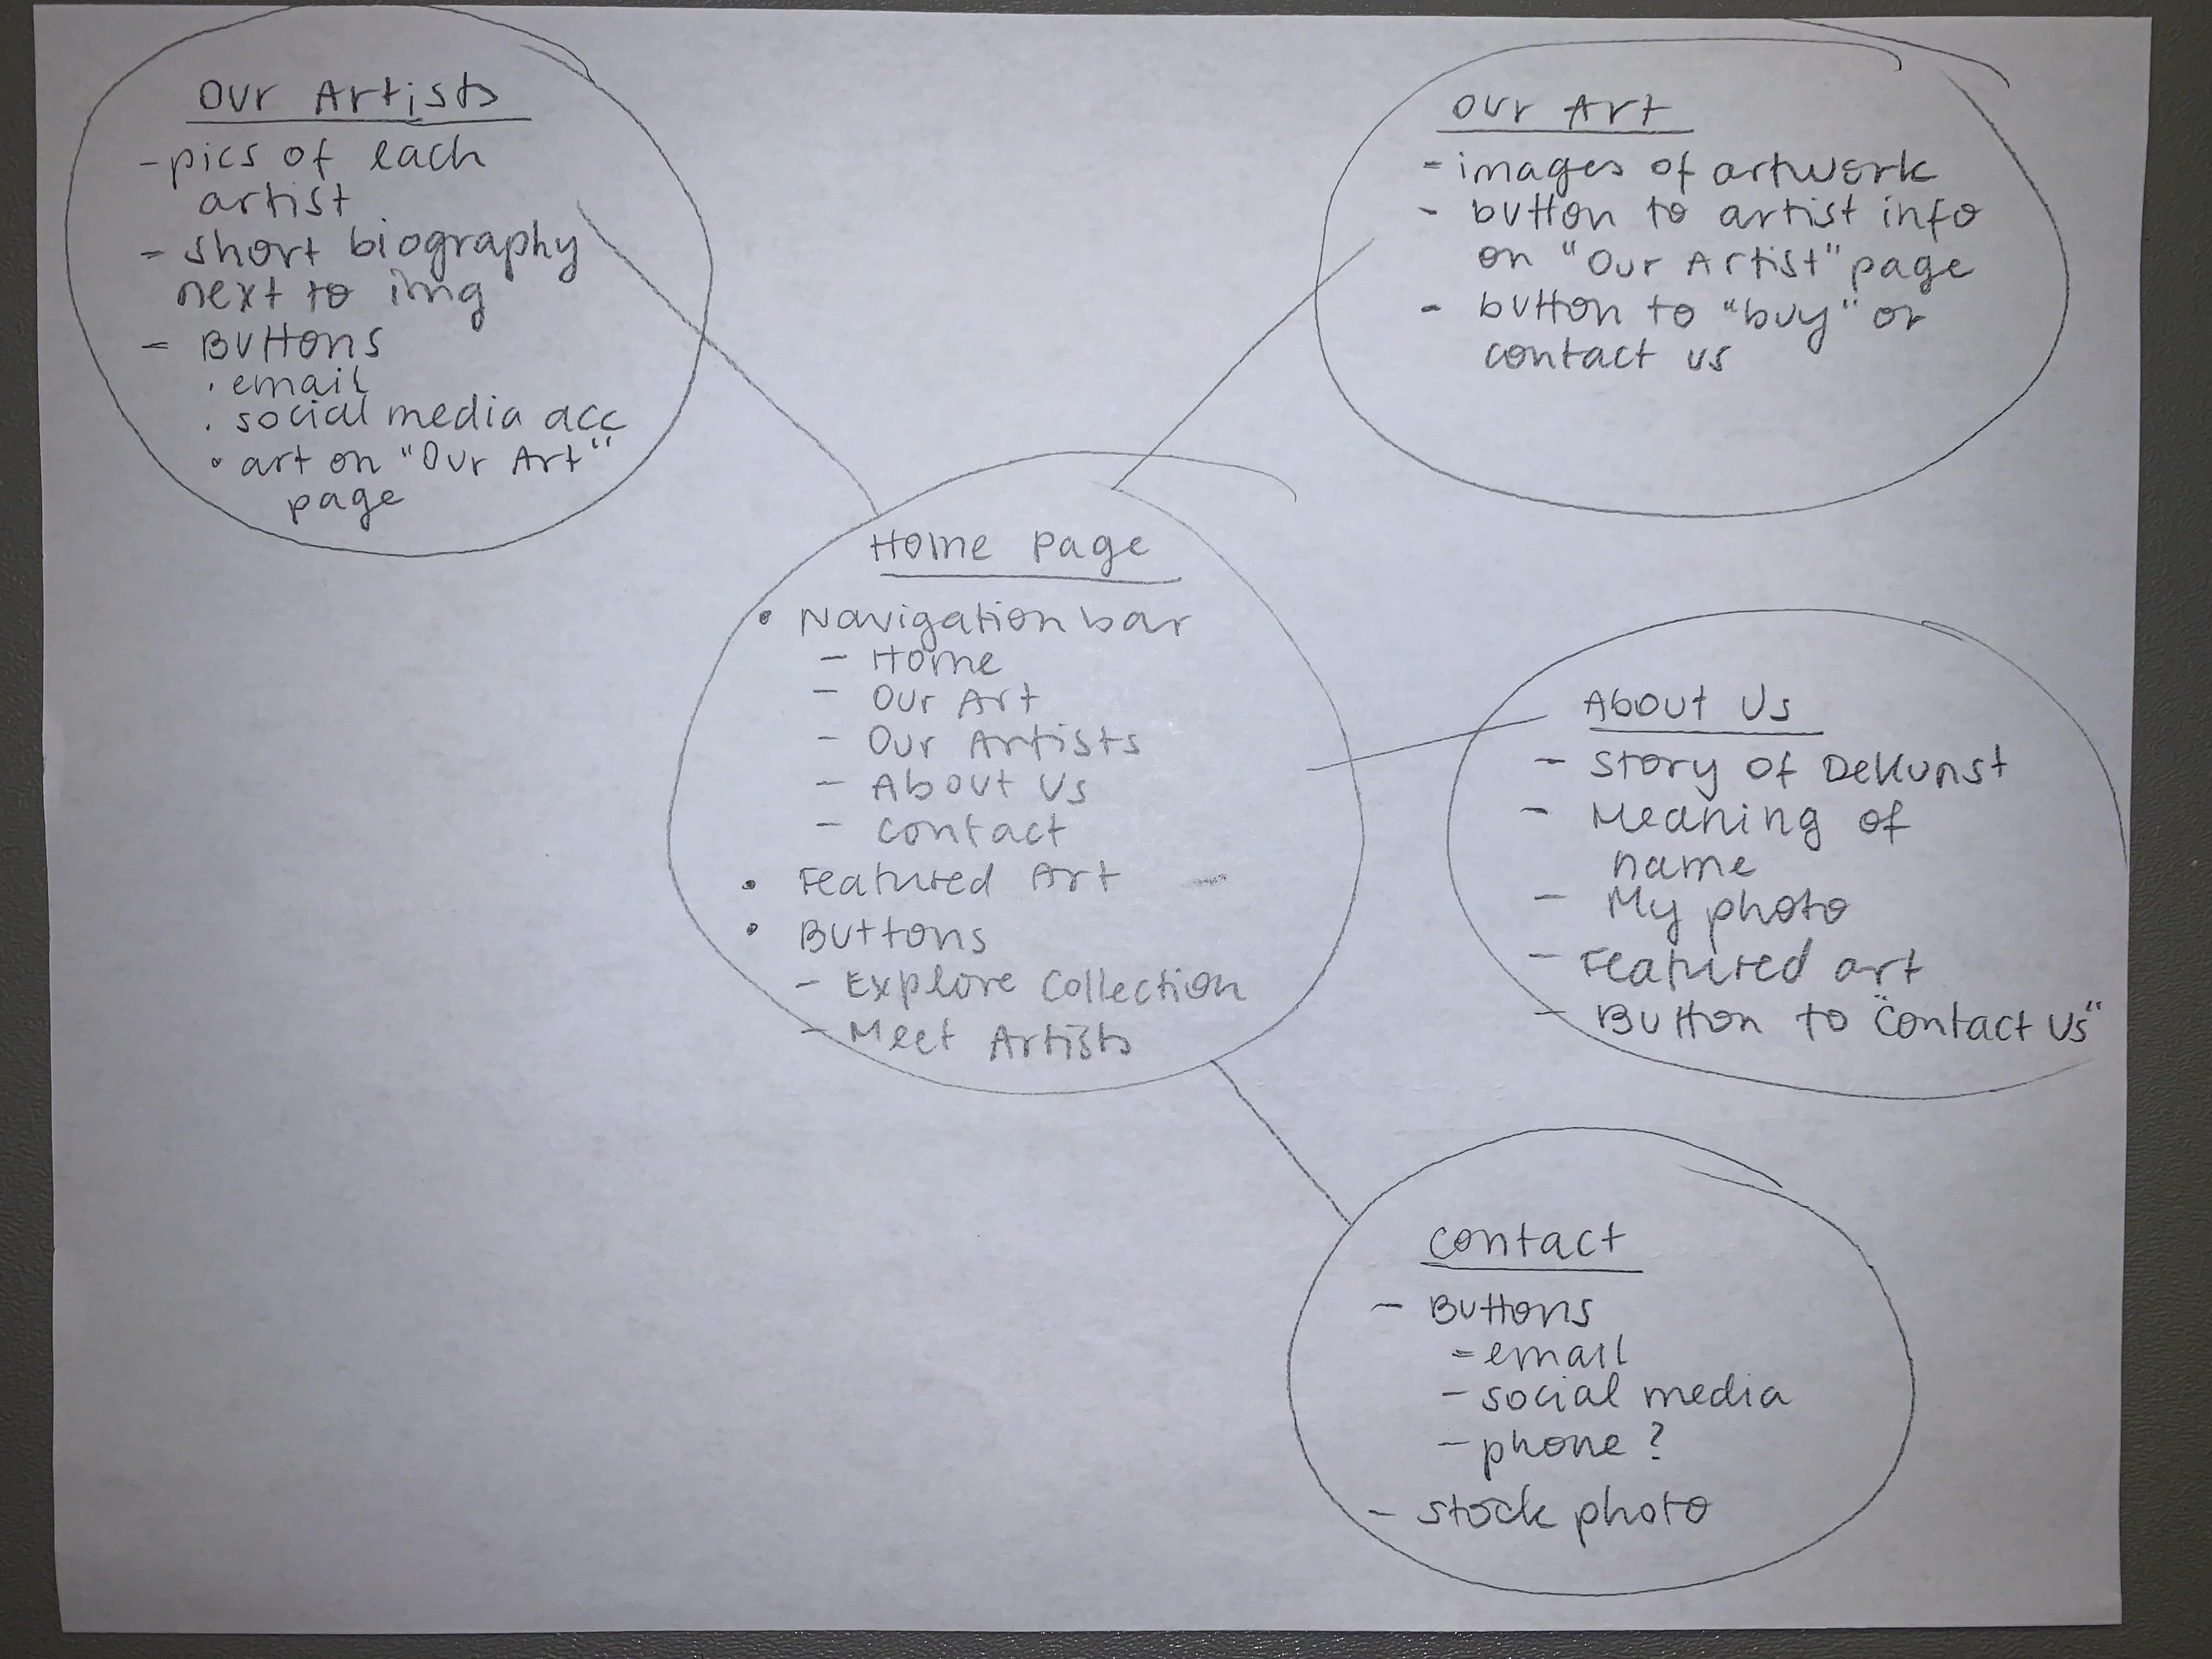 Our Artists
- pics of each
artist
- short biography
next to img
- Buttons
. email
. social media acc
• art on "Our Art"
page
Our Art
- images of artwork
- button to artist info
on "Our Artist" page
- button to "buy" or
contact us
Home Page
• Navigation bar
- Home
- Our Art
- Our Artists
- About Us
- Contact
• Featured Art -
• Buttons
- Explore Collection
- Meet Artists
About Us
- Story of DeKunst
- Meaning of
name
- My photo
- Featured art
- Button to "Contact Us"
Contact
- Buttons
- email
- social media
- phone ?
- stock photo